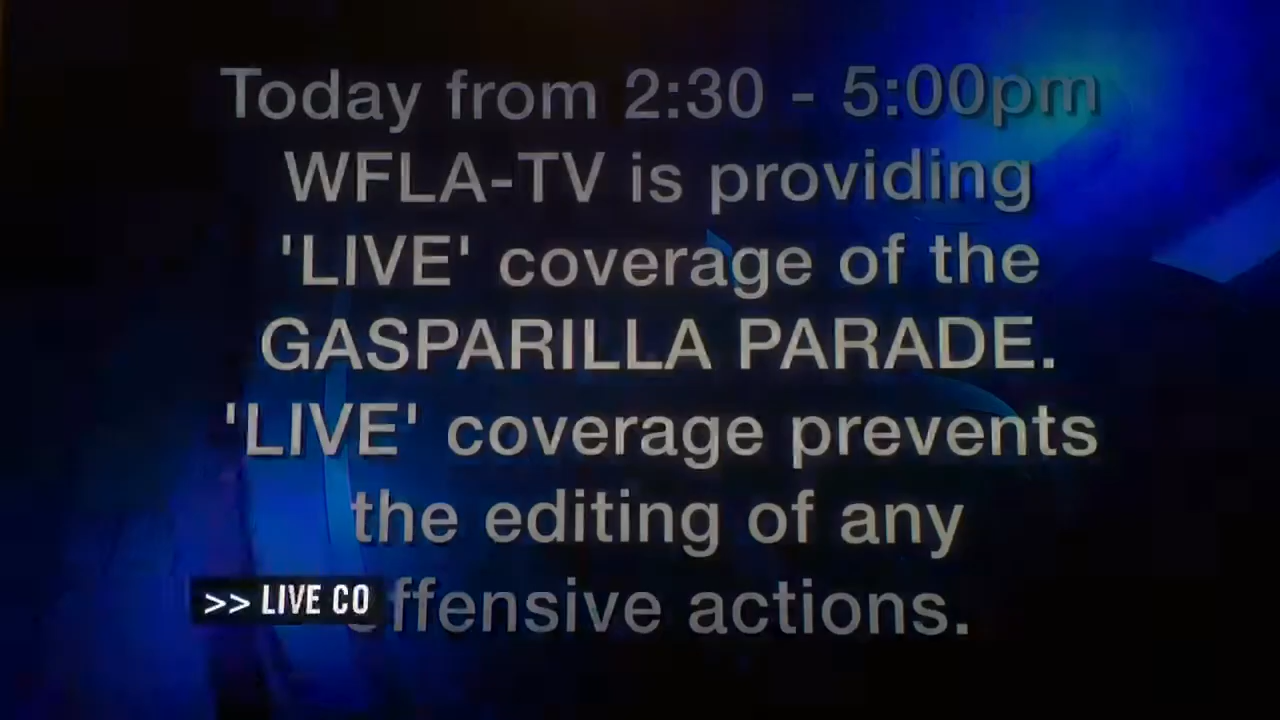 Today from 2:30 - 5:00pm
WFLA-TV is providing
'LIVE' coverage of the
GASPARILLA PARADE.
'LIVE' coverage prevents
the editing of any
offensive actions.
>> LIVE CO